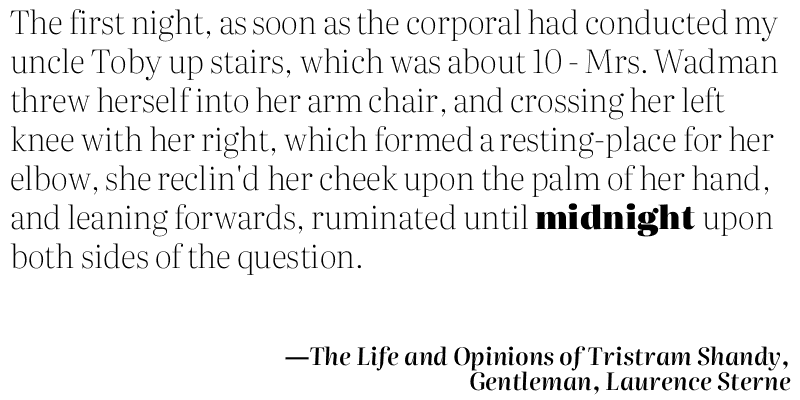 The first night, as soon as the corporal had conducted my
uncle Toby up stairs, which was about 10 - Mrs. Wadman
threw herself into her arm chair, and crossing her left
knee with her right, which formed a resting-place for her
elbow, she reclin'd her cheek upon the palm of her hand,
and leaning forwards, ruminated until midnight upon
both sides of the question.
—The Life and Opinions of Tristram Shandy,
Gentleman, Laurence Sterne